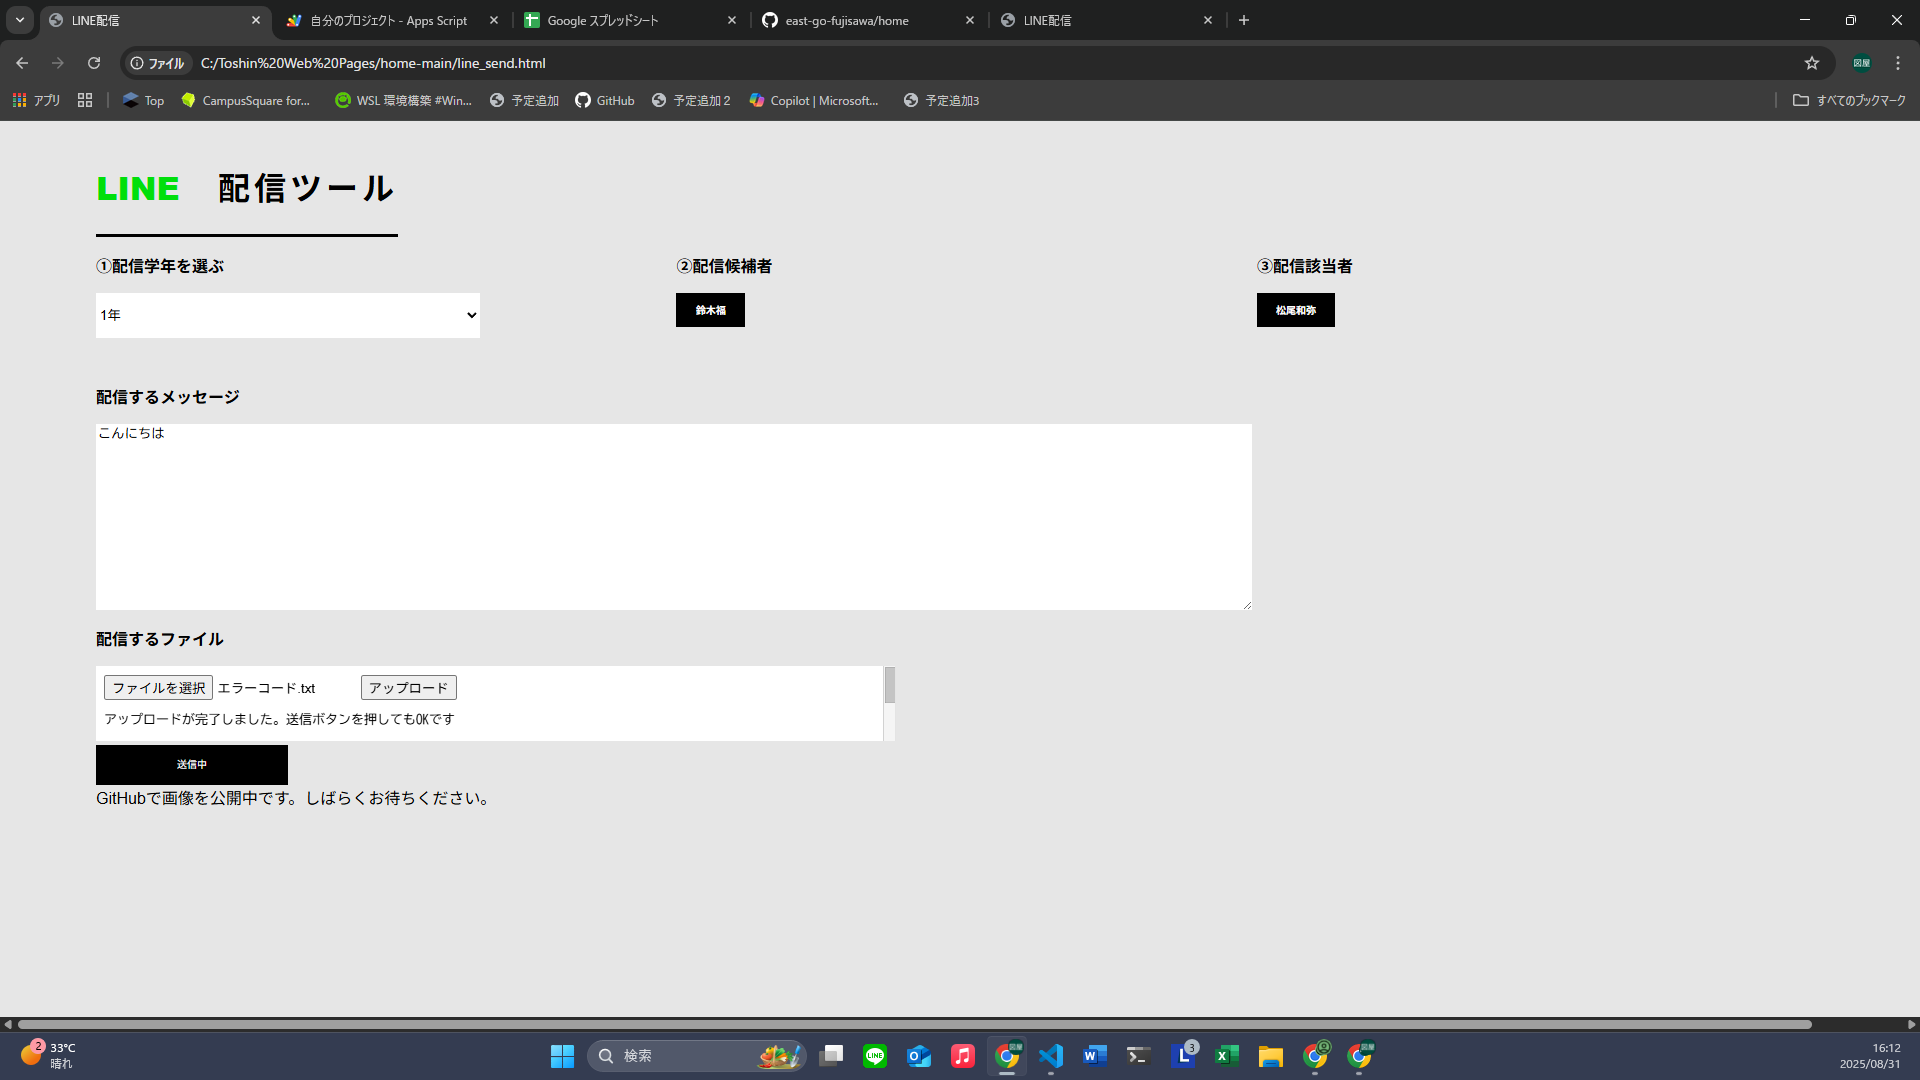 LINE配信
自分のプロジェクト - Apps Script
Google スプレッドシート
east-go-fujisawa/home
LINE配信
ファイル
C:/Toshin%20Web%20Pages/home-main/line_send.html
図屋
アプリ
Top
CampusSquare for...
WSL 環境構築 #Win...
予定追加
GitHub
予定追加 2
Copilot | Microsoft...
予定追加3
すべてのブックマーク
LINE 配信ツール
①配信学年を選ぶ
②配信候補者
③配信該当者
1年
鈴木福
松尾和弥
配信するメッセージ
こんにちは
配信するファイル
ファイルを選択 エラーコード.txt アップロード
アップロードが完了しました。送信ボタンを押してもOKです
送信中
GitHubで画像を公開中です。しばらくお待ちください。
2
33°C
晴れ
検索
LINE
図屋
3
図屋
16:12
2025/08/31